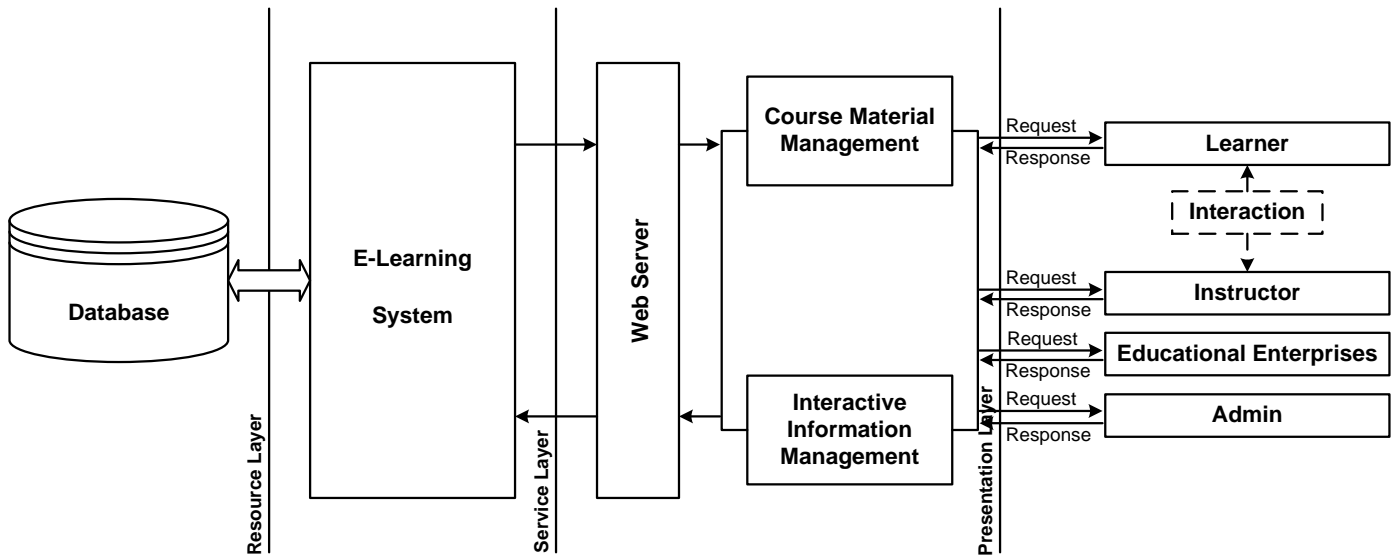 Database
Resource Layer
E-Learning
System
Service Layer
Web Server
Course Material
Management
Interactive
Information
Management
Presentation Layer
Request
Response
Learner
Interaction
Request
Response
Instructor
Request
Response
Educational Enterprises
Request
Response
Admin